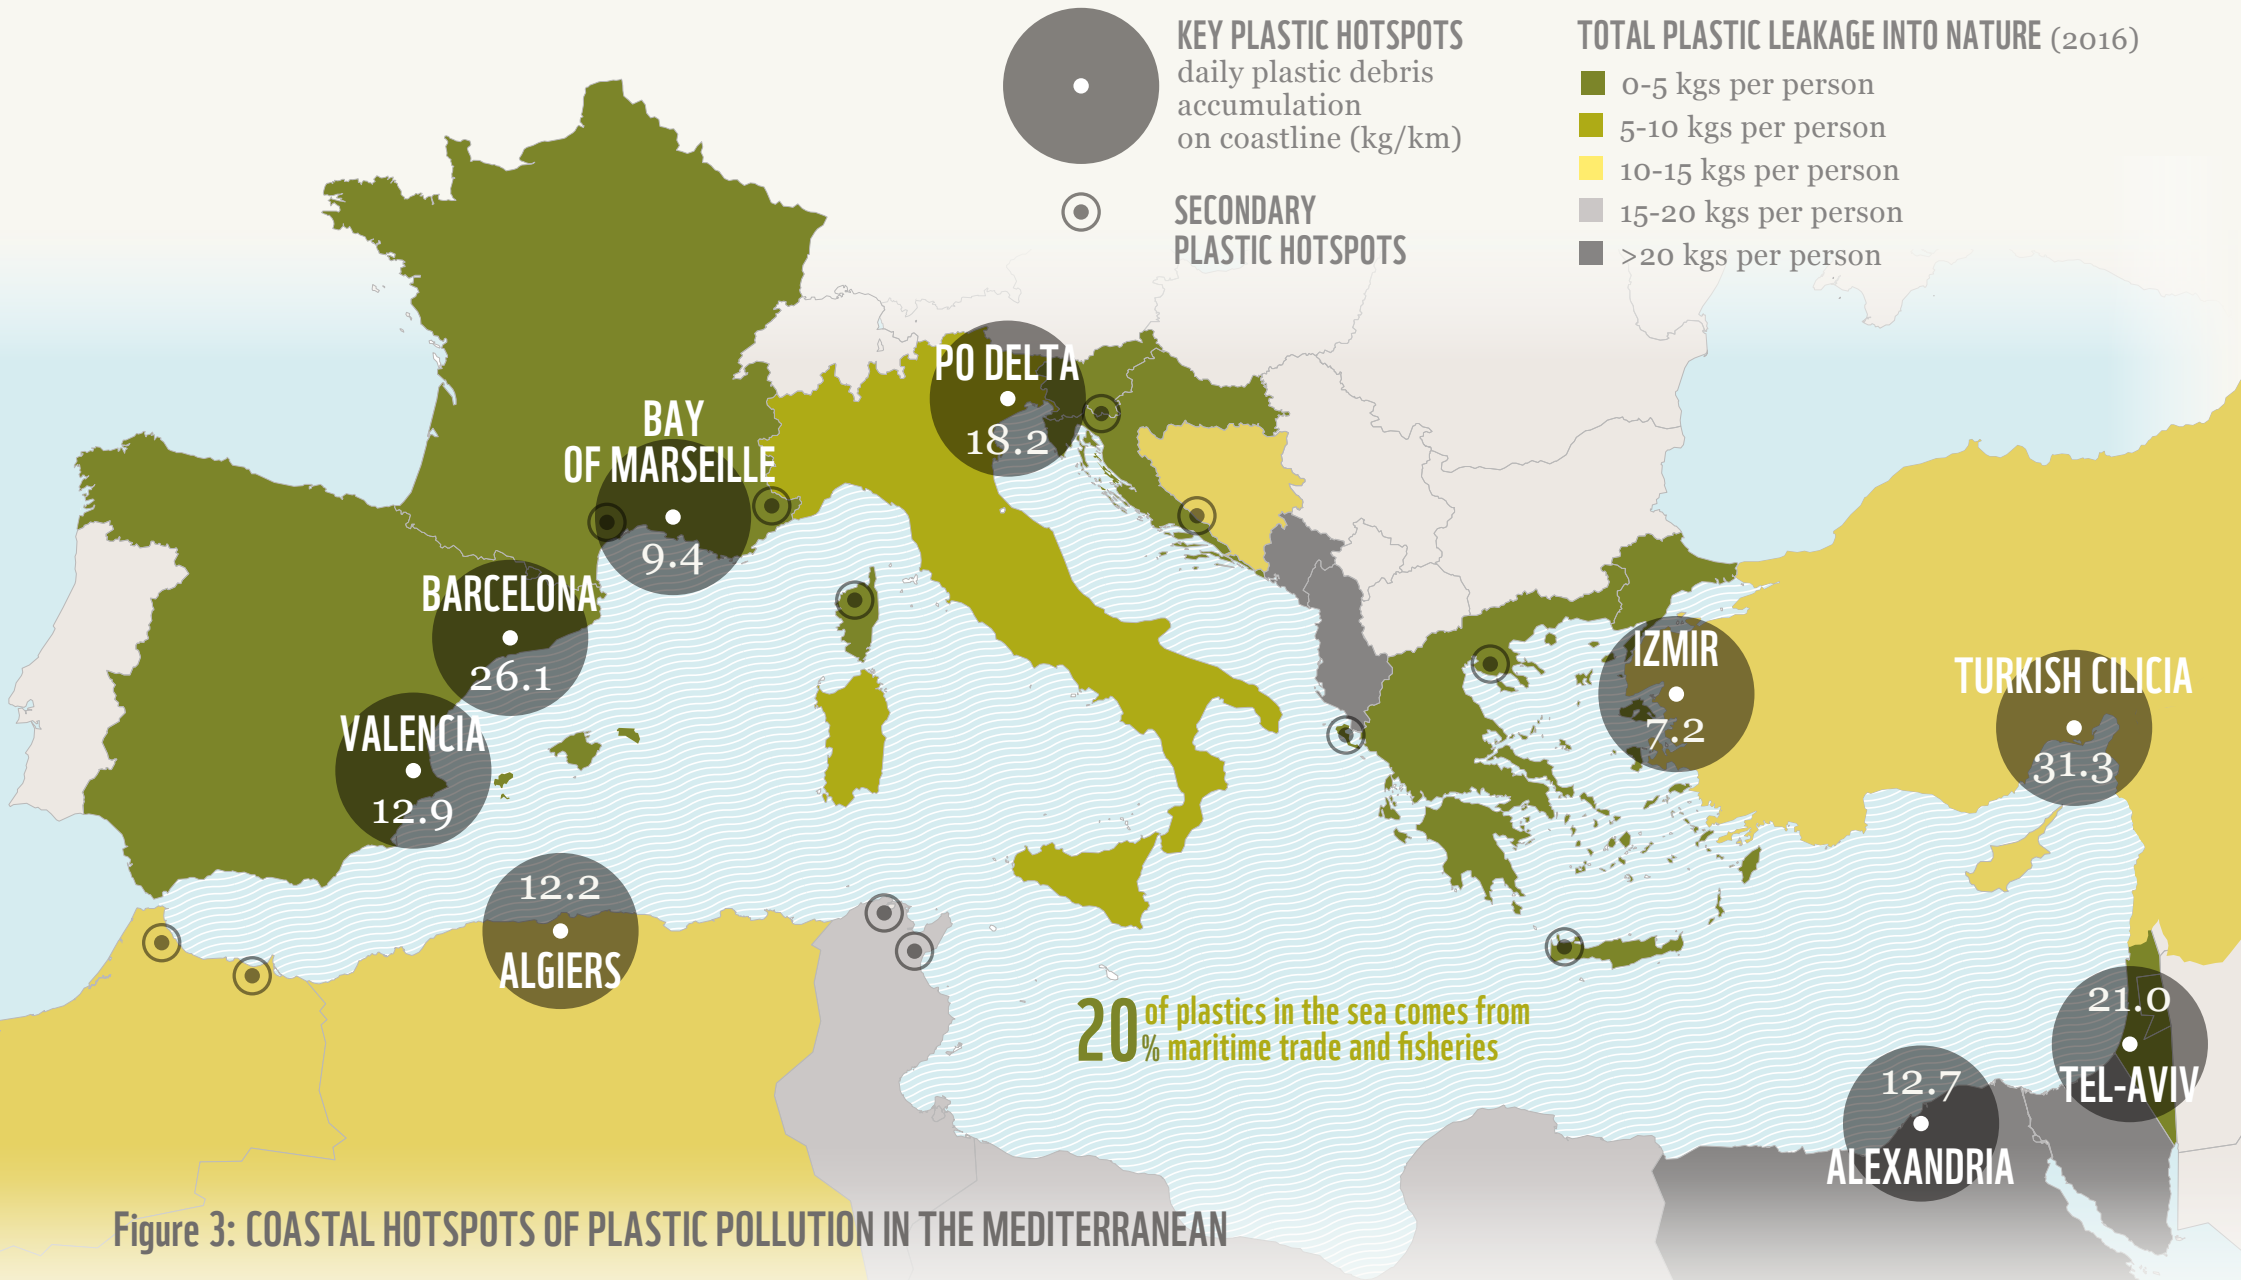 KEY PLASTIC HOTSPOTS
daily plastic debris
accumulation
on coastline (kg/km)
SECONDARY
PLASTIC HOTSPOTS
TOTAL PLASTIC LEAKAGE INTO NATURE (2016)
0-5 kgs per person
5-10 kgs per person
10-15 kgs per person
15-20 kgs per person
>20 kgs per person
PO DELTA
18.2
BAY
OF MARSEILLE
9.4
BARCELONA
26.1
VALENCIA
12.9
IZMIR
7.2
TURKISH CILICIA
31.3
12.2
ALGIERS
21.0
TEL-AVIV
12.7
ALEXANDRIA
20% of plastics in the sea comes from
maritime trade and fisheries
Figure 3: COASTAL HOTSPOTS OF PLASTIC POLLUTION IN THE MEDITERRANEAN